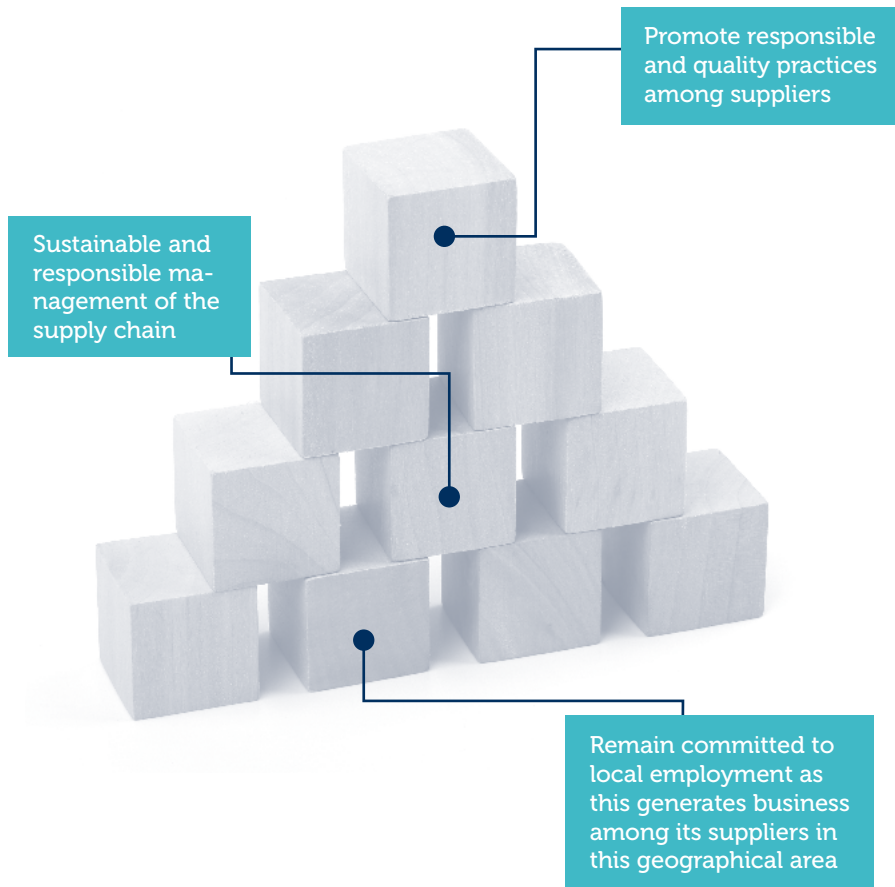 Promote responsible
and quality practices
among suppliers
Sustainable and
responsible ma-
nagement of the
supply chain
Remain committed to
local employment as
this generates business
among its suppliers in
this geographical area